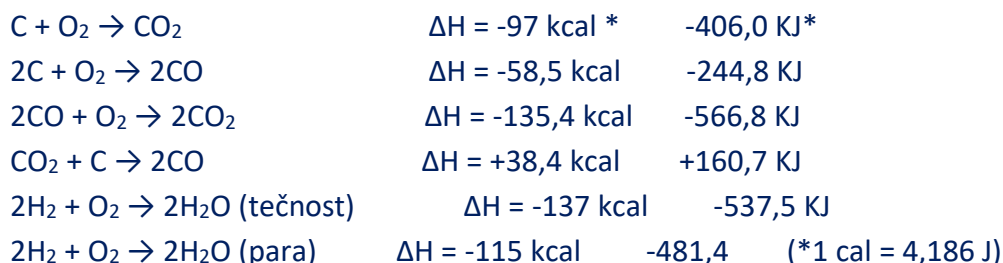 C + O₂ → CO₂ ΔH = -97 kcal * -406,0 KJ*
2C + O₂ → 2CO ΔH = -58,5 kcal -244,8 KJ
2CO + O₂ → 2CO₂ ΔH = -135,4 kcal -566,8 KJ
CO₂ + C → 2CO ΔH = +38,4 kcal +160,7 KJ
2H₂ + O₂ → 2H₂O (tečnost) ΔH = -137 kcal -537,5 KJ
2H₂ + O₂ → 2H₂O (para) ΔH = -115 kcal -481,4 (*1 cal = 4,186 J)